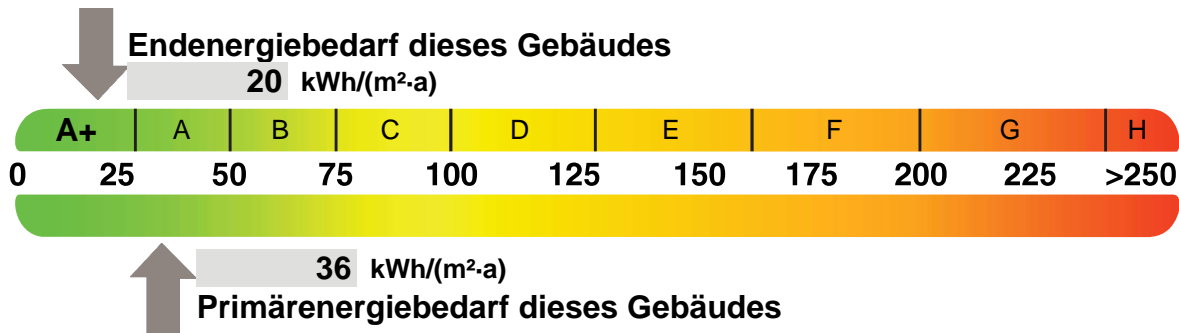 Endenergiebedarf dieses Gebäudes
20 kWh/(m²·a)
A+ A B C D E F G H
0 25 50 75 100 125 150 175 200 225 >250
36 kWh/(m²·a)
Primärenergiebedarf dieses Gebäudes